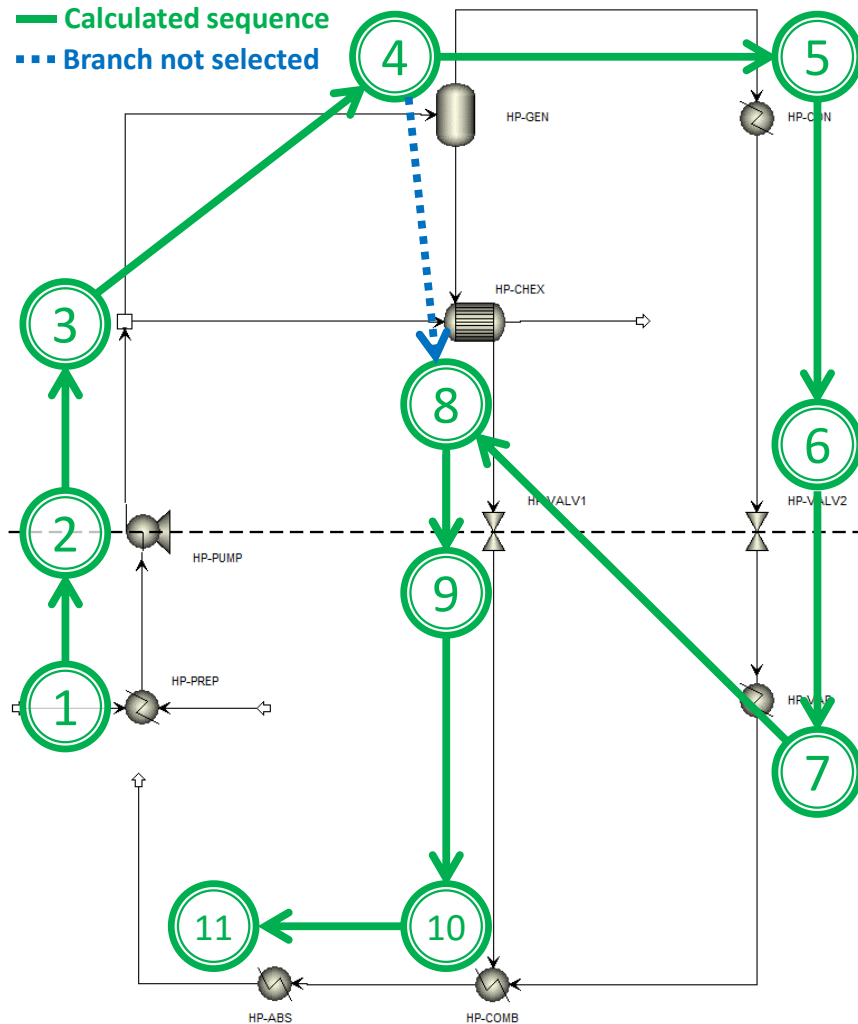 Calculated sequence
Branch not selected
4
5
HP-GEN
HP-CON
HP-CHEX
3
8
6
HP-VALV1
HP-VALV2
2
HP-PUMP
9
HP-PREP
1
7
11
10
HP-ABS
HP-COMB